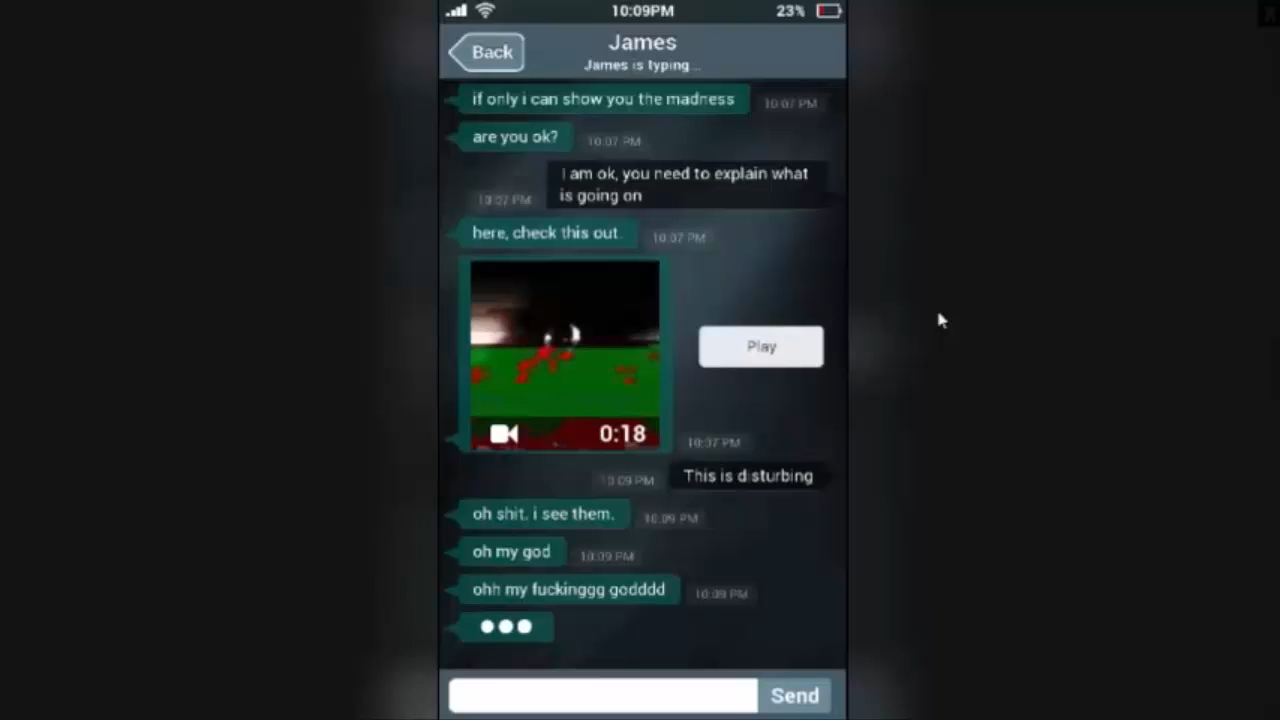 10:09PM
23%
Back
James
James is typing...
if only i can show you the madness
10:07 PM
are you ok?
10:07 PM
I am ok, you need to explain what
is going on
10:07 PM
here, check this out.
10:07 PM
Play
0:18
10:07 PM
This is disturbing
10:09 PM
oh shit. i see them.
10:09 PM
oh my god
10:09 PM
ohh my fuckinggg godddd
10:09 PM
Send